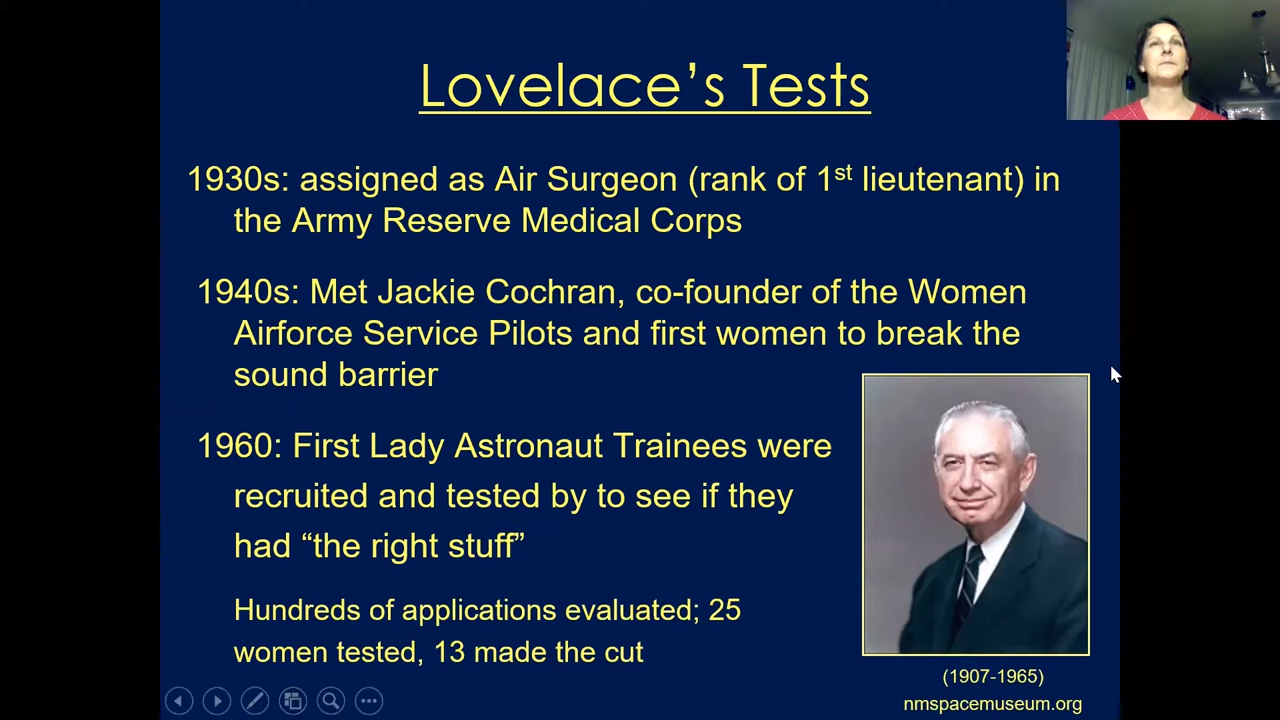 Lovelace’s Tests
1930s: assigned as Air Surgeon (rank of 1st lieutenant) in
the Army Reserve Medical Corps
1940s: Met Jackie Cochran, co-founder of the Women
Airforce Service Pilots and first women to break the
sound barrier
1960: First Lady Astronaut Trainees were
recruited and tested by to see if they
had “the right stuff”
Hundreds of applications evaluated; 25
women tested, 13 made the cut
(1907-1965)
nmspacemuseum.org